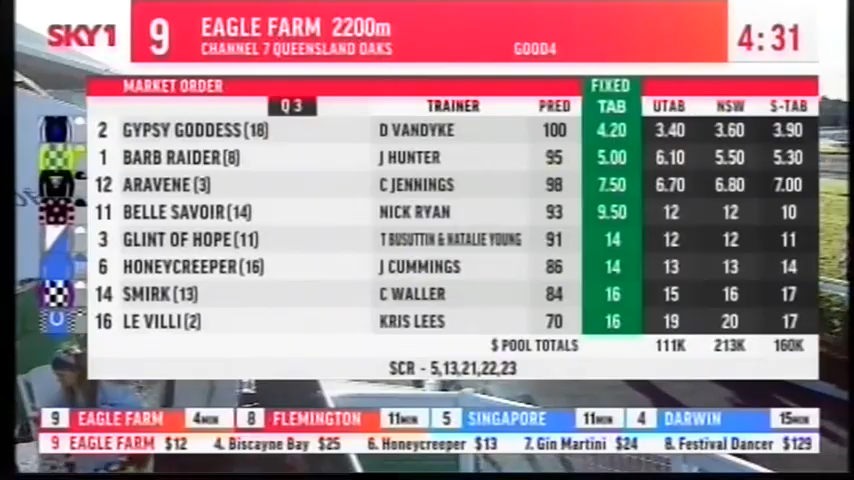 SKY1 9 EAGLE FARM 2200m 4:31
CHANNEL 7 QUEENSLAND OAKS GOOD4
MARKET ORDER FIXED
Q 3 TRAINER PRED TAB UTAB NSW S-TAB
2 GYPSY GODDESS(18) D VANDYKE 100 4.20 3.40 3.60 3.90
1 BARB RAIDER(8) J HUNTER 95 5.00 6.10 5.50 5.30
12 ARAVENE(3) C JENNINGS 98 7.50 6.70 6.80 7.00
11 BELLE SAVOIR(14) NICK RYAN 93 9.50 12 12 10
3 GLINT OF HOPE(11) T BUSUTTIN & NATALIE YOUNG 91 14 12 12 11
6 HONEYCREEPER(16) J CUMMINGS 86 14 13 13 14
14 SMIRK(13) C WALLER 84 16 15 16 17
16 LE VILLI(2) KRIS LEES 70 16 19 20 17
$ POOL TOTALS 111K 213K 160K
SCR - 5,13,21,22,23
9 EAGLE FARM 4MIN 8 FLEMINGTON 11MIN 5 SINGAPORE 11MIN 4 DARWIN 15MIN
9 EAGLE FARM $12 4. Biscayne Bay $25 6. Honeycreeper $13 7. Gin Martini $24 8. Festival Dancer $129